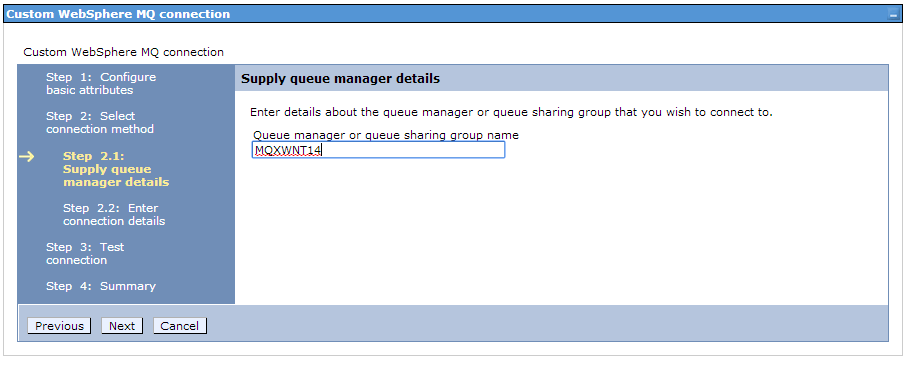 Custom WebSphere MQ connection
Custom WebSphere MQ connection
Step 1: Configure
basic attributes
Step 2: Select
connection method
Step 2.1:
Supply queue
manager details
Step 2.2: Enter
connection details
Step 3: Test
connection
Step 4: Summary
Supply queue manager details
Enter details about the queue manager or queue sharing group that you wish to connect to.
Queue manager or queue sharing group name
MQXWNT14
Previous Next Cancel